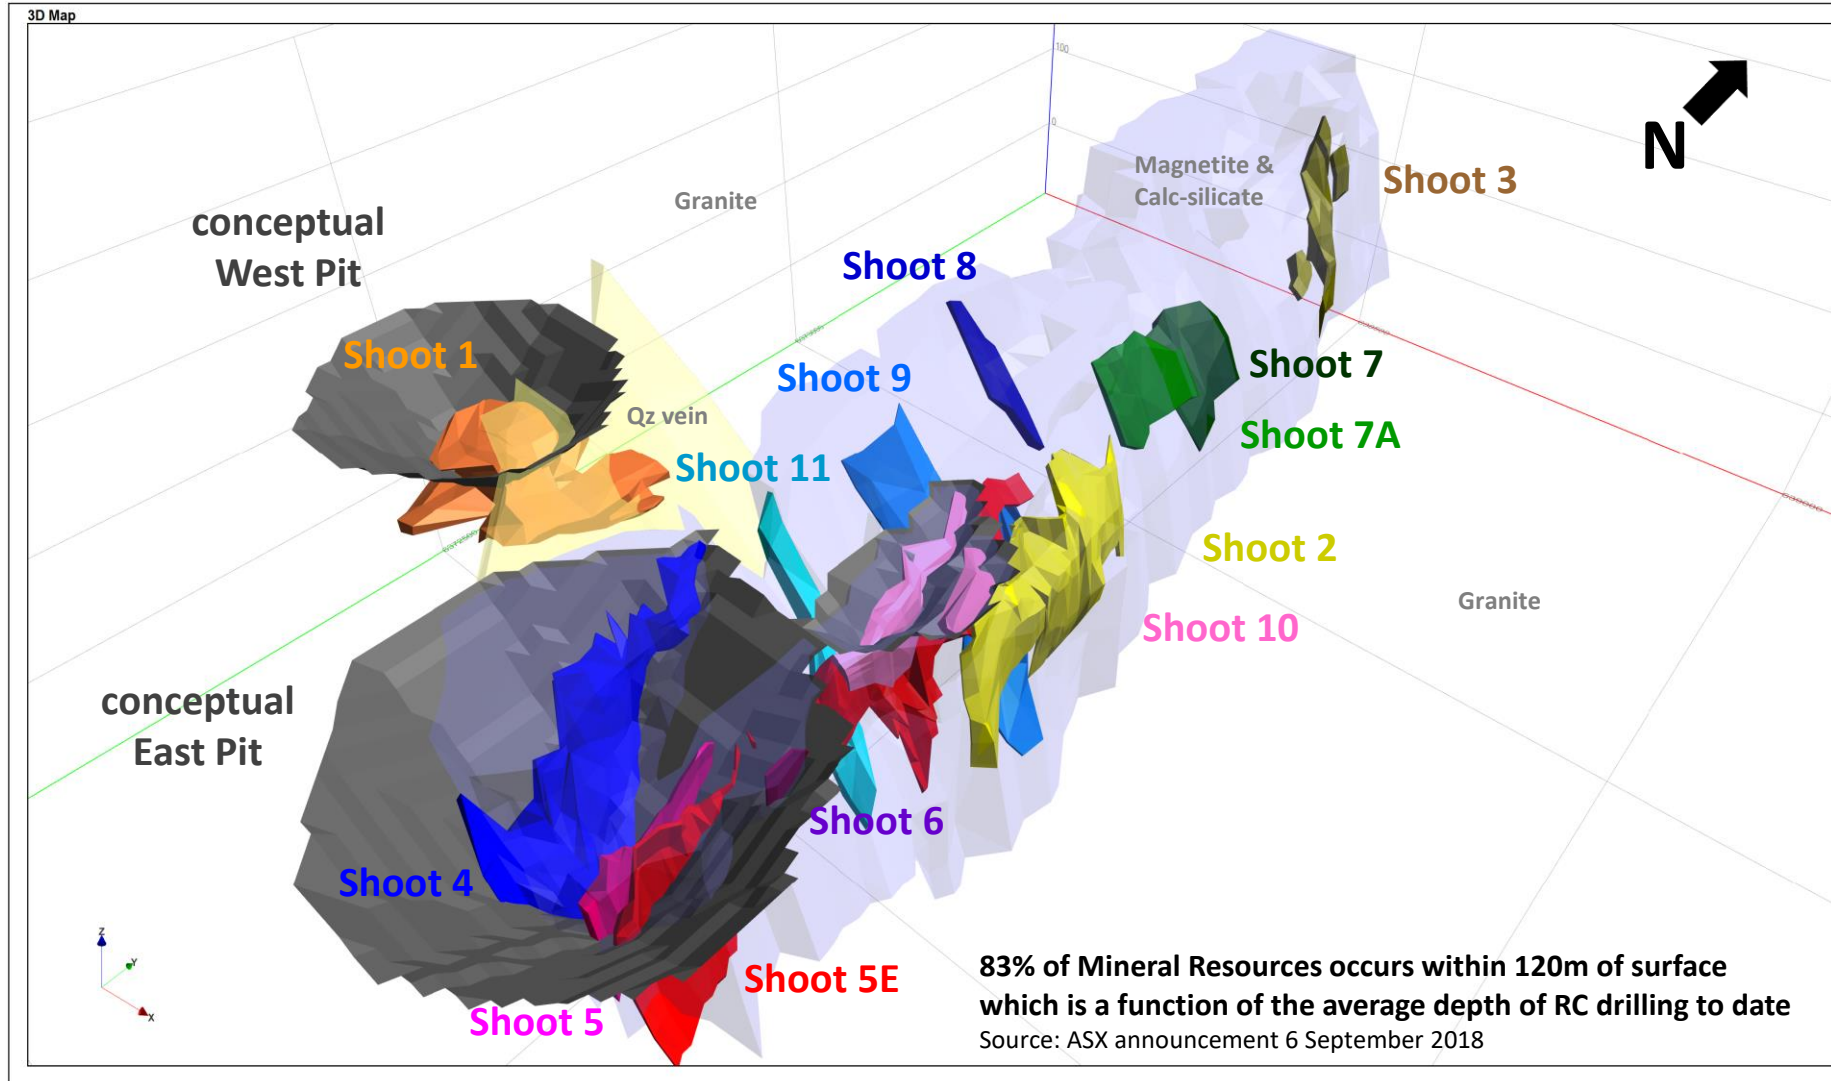 3D Map
100
0
N
Granite
Magnetite &
Calc-silicate
Shoot 3
conceptual
West Pit
Shoot 8
Shoot 1
Shoot 9
Shoot 7
Qz vein
Shoot 7A
Shoot 11
Shoot 2
Granite
Shoot 10
conceptual
East Pit
Shoot 6
Shoot 4
Z
Y
X
Shoot 5E
Shoot 5
83% of Mineral Resources occurs within 120m of surface
which is a function of the average depth of RC drilling to date
Source: ASX announcement 6 September 2018